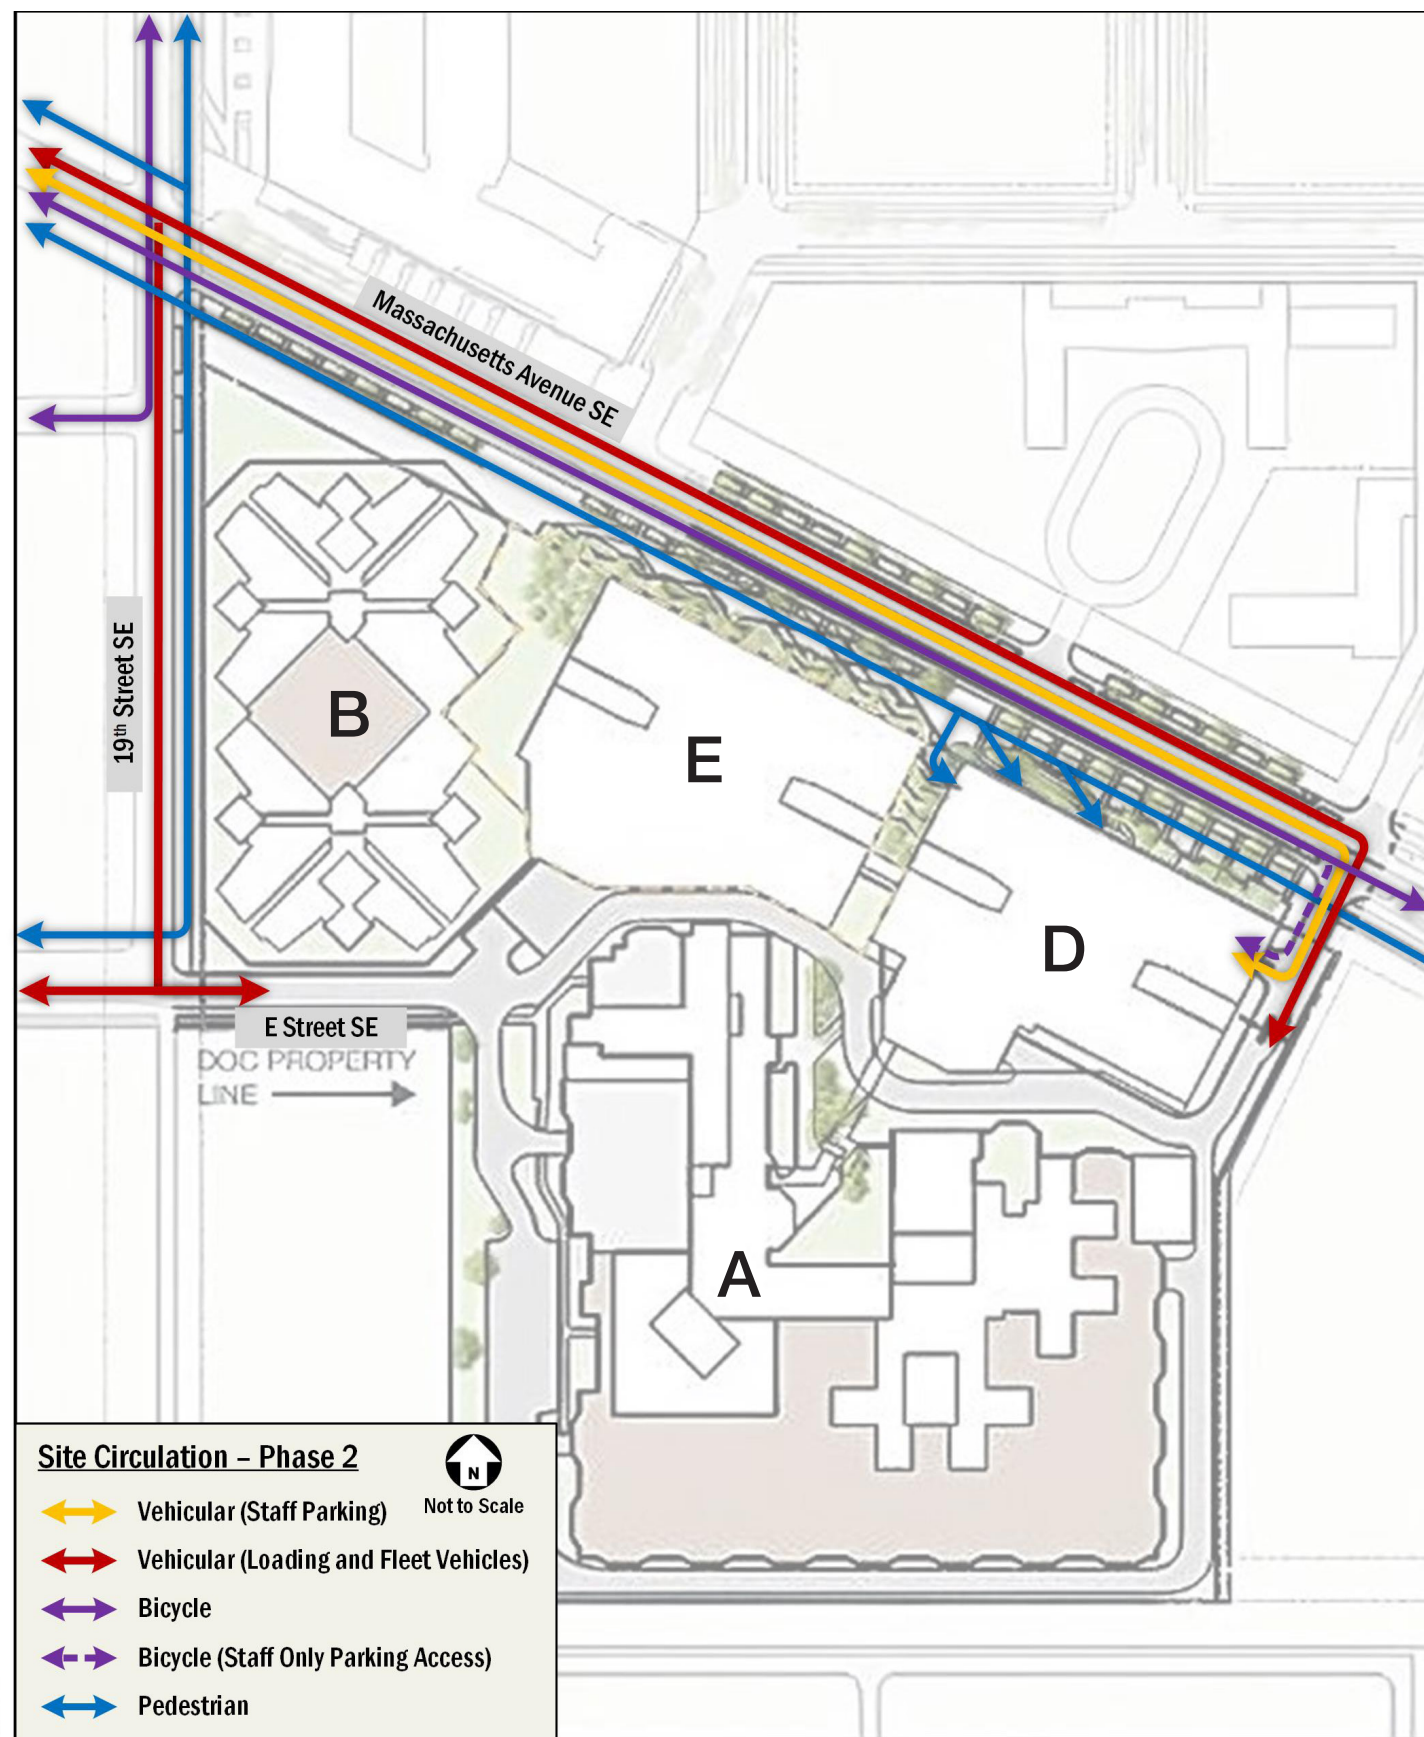 Massachusetts Avenue SE
19th Street SE
B
E
D
E Street SE
DOC PROPERTY
LINE
A
Site Circulation – Phase 2
N
Not to Scale
Vehicular (Staff Parking)
Vehicular (Loading and Fleet Vehicles)
Bicycle
Bicycle (Staff Only Parking Access)
Pedestrian